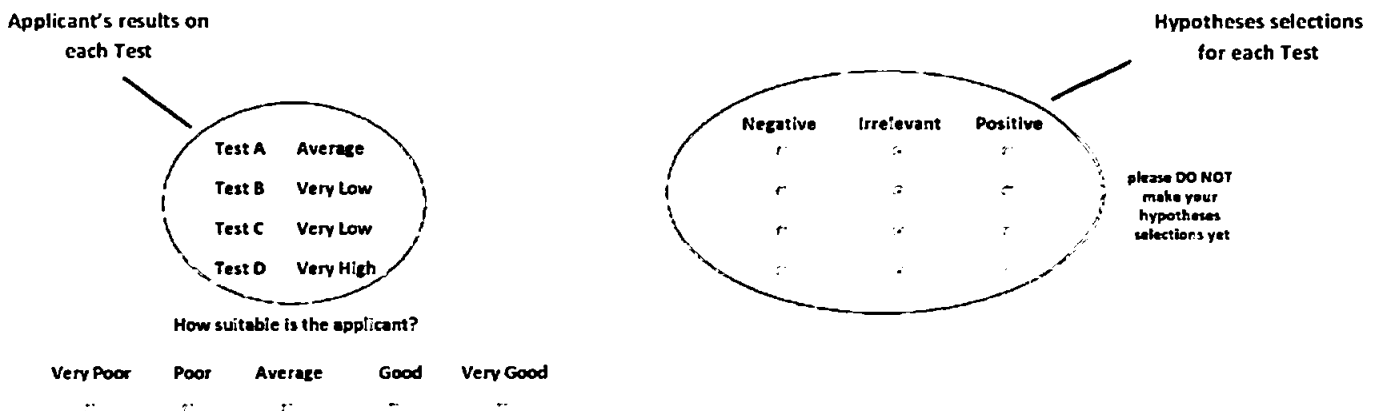 Applicant's results on
each Test
Hypotheses selections
for each Test
Test A Average
Test B Very Low
Test C Very Low
Test D Very High
Negative Irrelevant Positive
please DO NOT
make your
hypotheses
selections yet
How suitable is the applicant?
Very Poor Poor Average Good Very Good